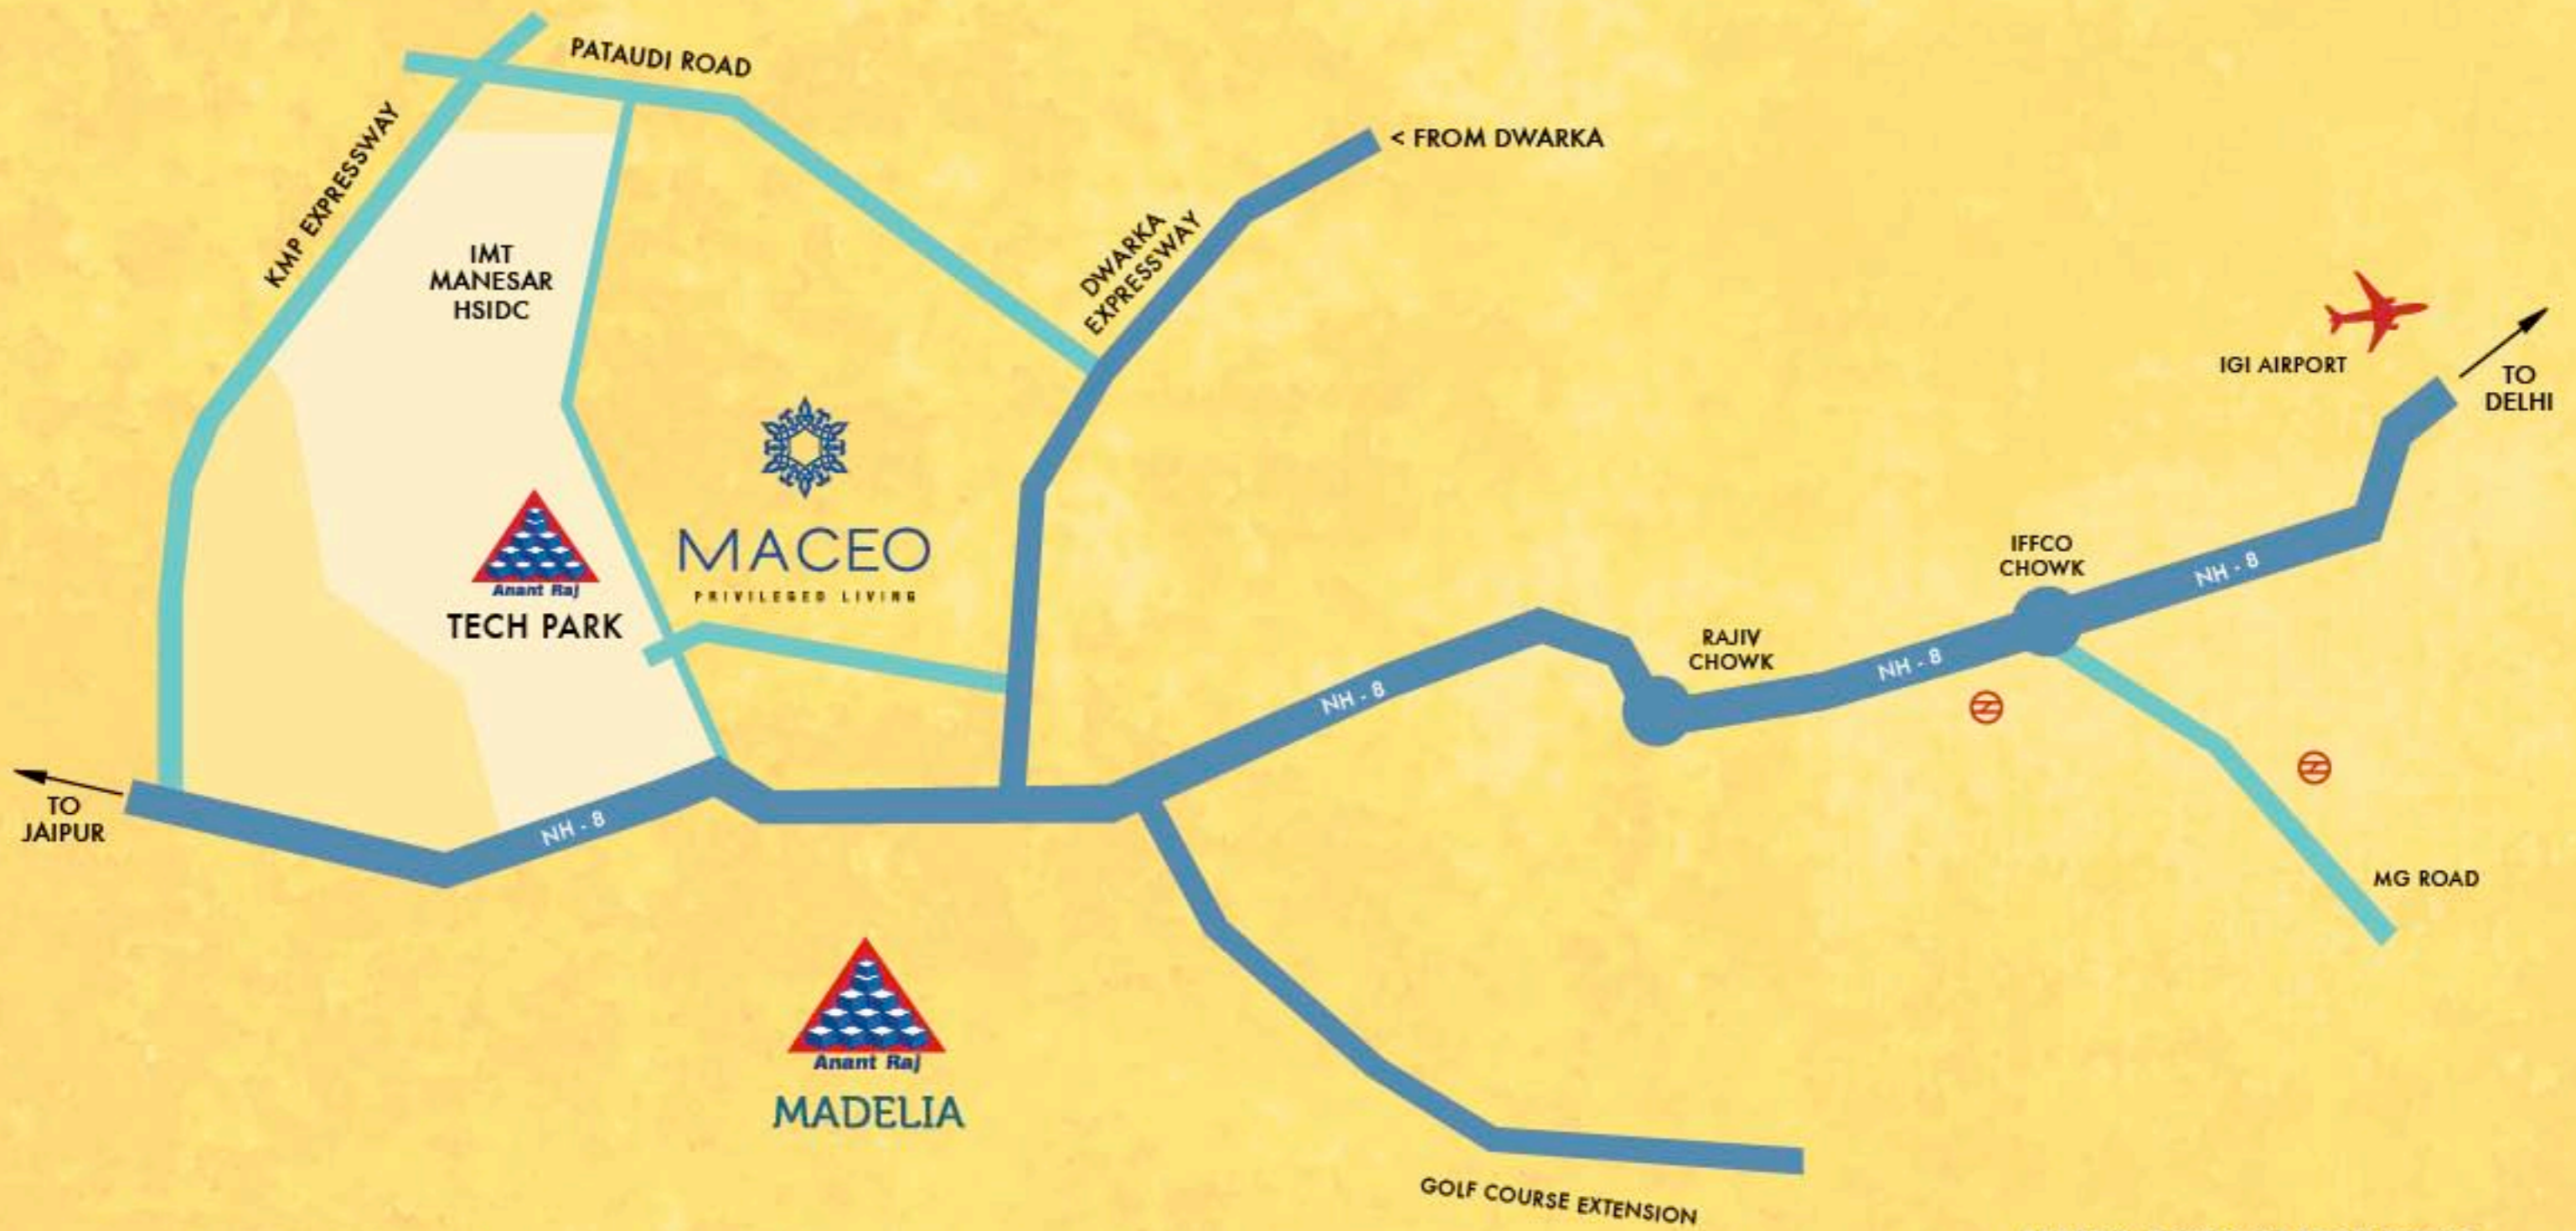 PATAUDI ROAD
KMP EXPRESSWAY
< FROM DWARKA
DWARKA
EXPRESSWAY
IMT
MANESAR
HSIDC
IGI AIRPORT
TO
DELHI
MACEO
PRIVILEGED LIVING
Anant Raj
TECH PARK
IFFCO
CHOWK
NH - 8
RAJIV
CHOWK
NH - 8
NH - 8
TO
JAIPUR
NH - 8
MG ROAD
Anant Raj
MADELIA
GOLF COURSE EXTENSION